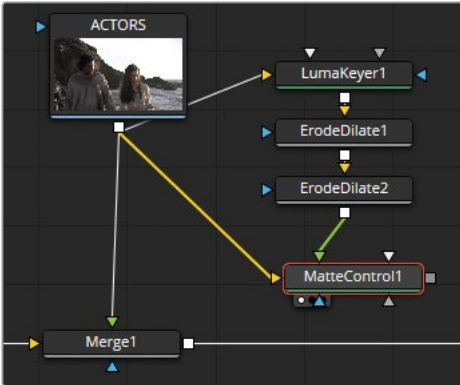 ACTORS
LumaKeyer1
ErodeDilate1
ErodeDilate2
MatteControl1
Merge1